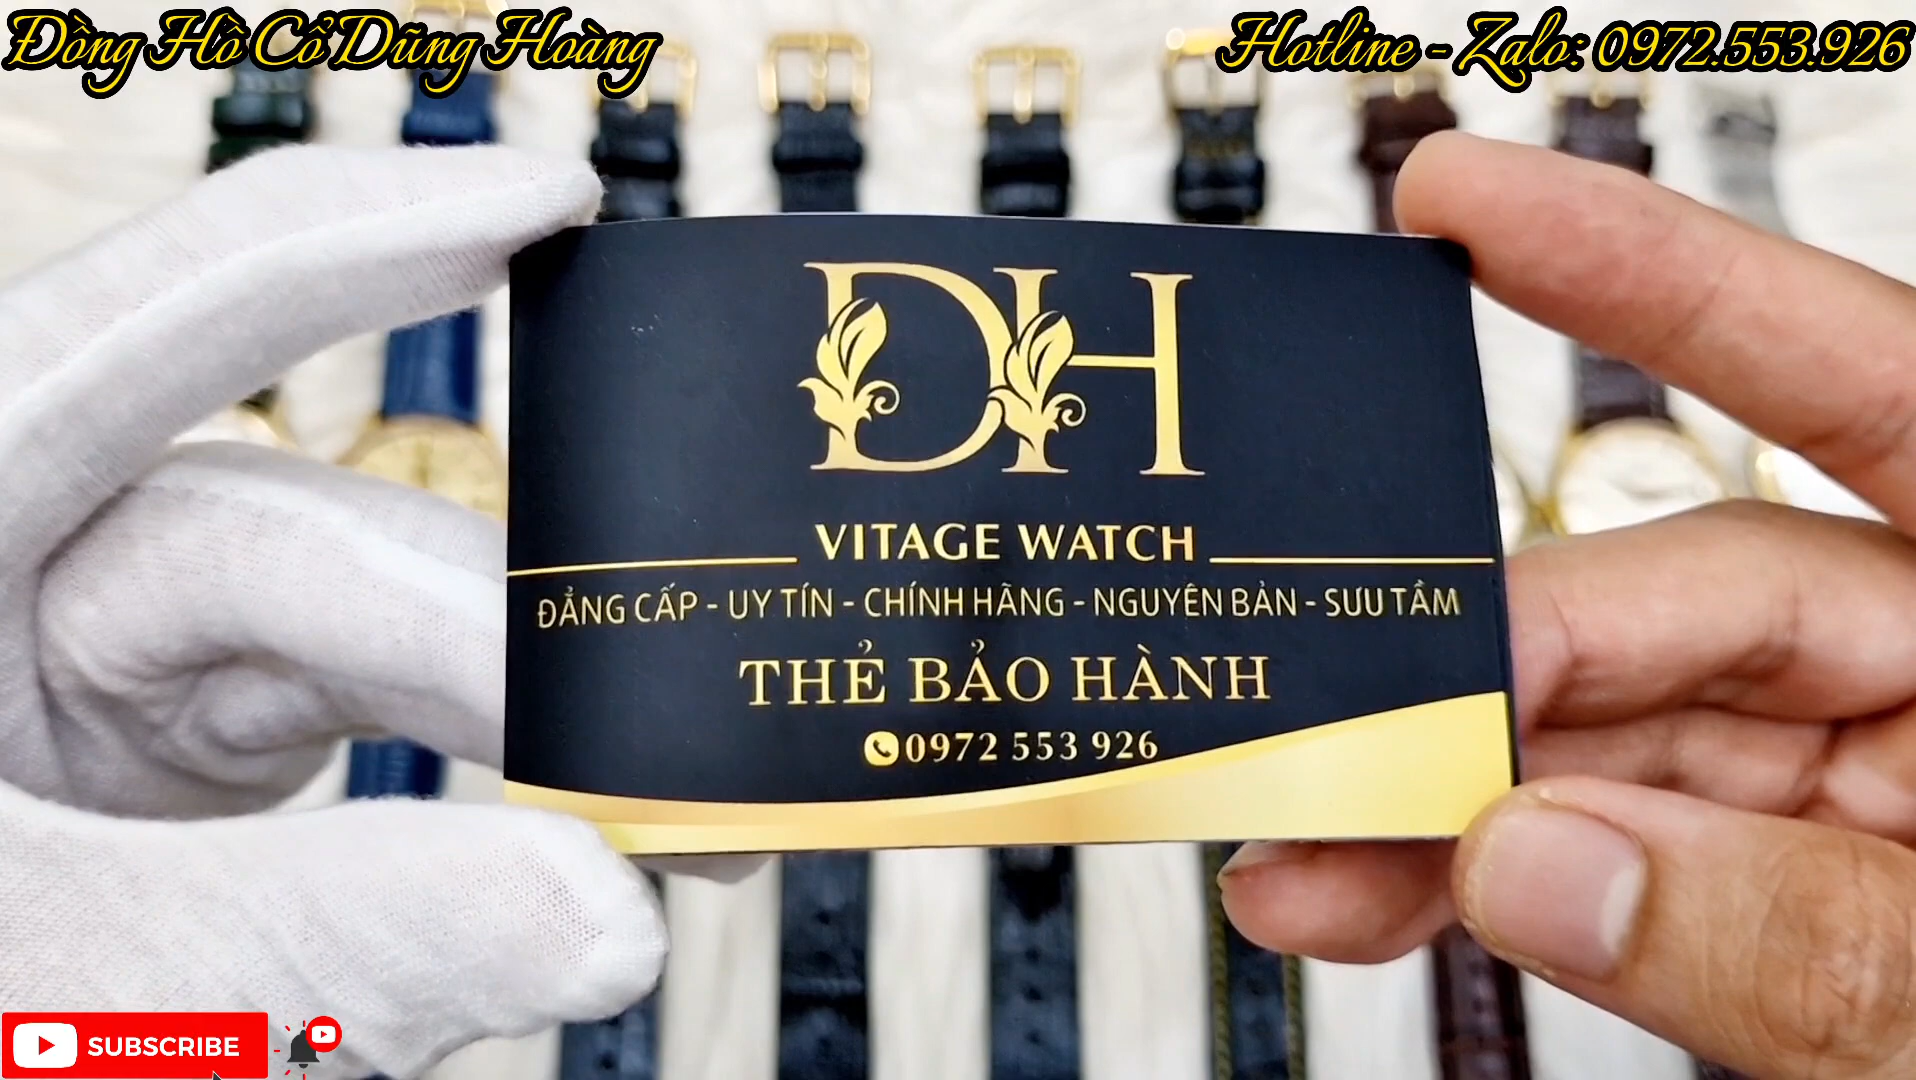 Đồng Hồ Cổ Dũng Hoàng
Hotline - Zalo: 0972.553.926
DH
VITAGE WATCH
ĐẲNG CẤP - UY TÍN - CHÍNH HÃNG - NGUYÊN BẢN - SƯU TẦM
THẺ BẢO HÀNH
0972 553 926
SUBSCRIBE